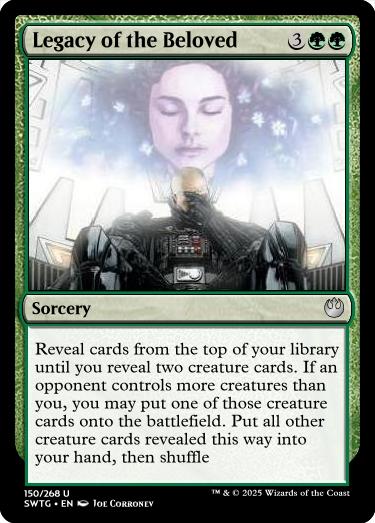 Legacy of the Beloved 3
Sorcery
Reveal cards from the top of your library
until you reveal two creature cards. If an
opponent controls more creatures than
you, you may put one of those creature
cards onto the battlefield. Put all other
creature cards revealed this way into
your hand, then shuffle
150/268 U
SWTG • EN Joe Corroney
™ & © 2025 Wizards of the Coast